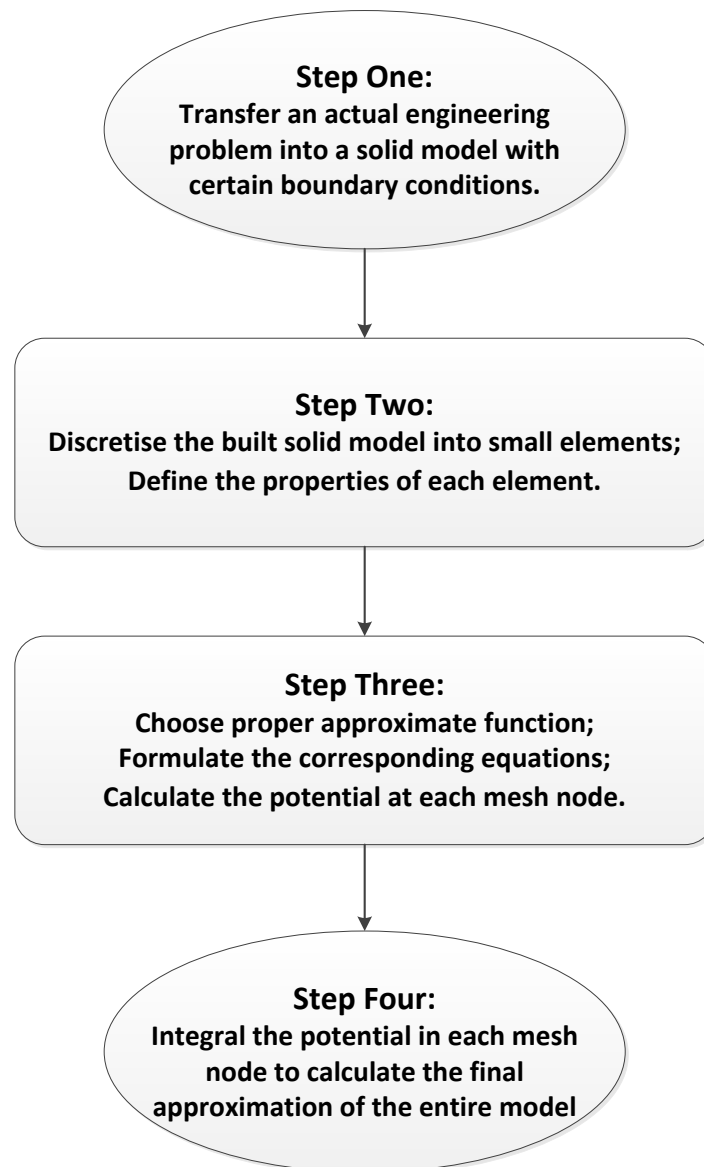 Step One:
Transfer an actual engineering
problem into a solid model with
certain boundary conditions.
Step Two:
Discretise the built solid model into small elements;
Define the properties of each element.
Step Three:
Choose proper approximate function;
Formulate the corresponding equations;
Calculate the potential at each mesh node.
Step Four:
Integral the potential in each mesh
node to calculate the final
approximation of the entire model